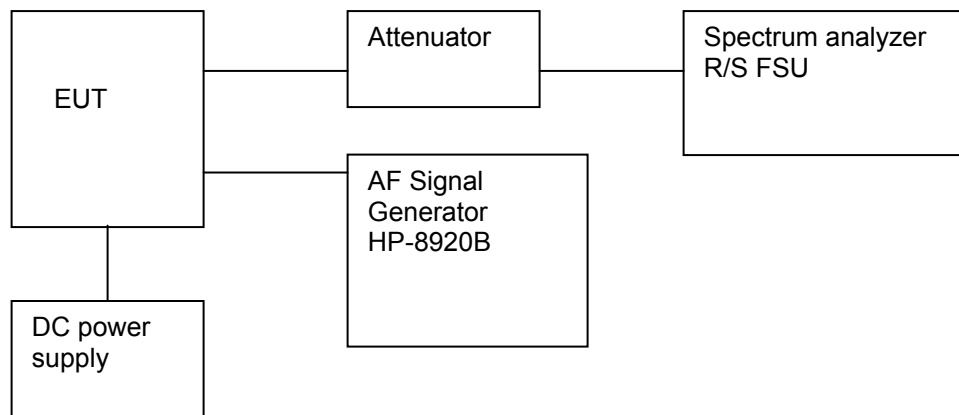 EUT
Attenuator
Spectrum analyzer
R/S FSU
AF Signal
Generator
HP-8920B
DC power
supply